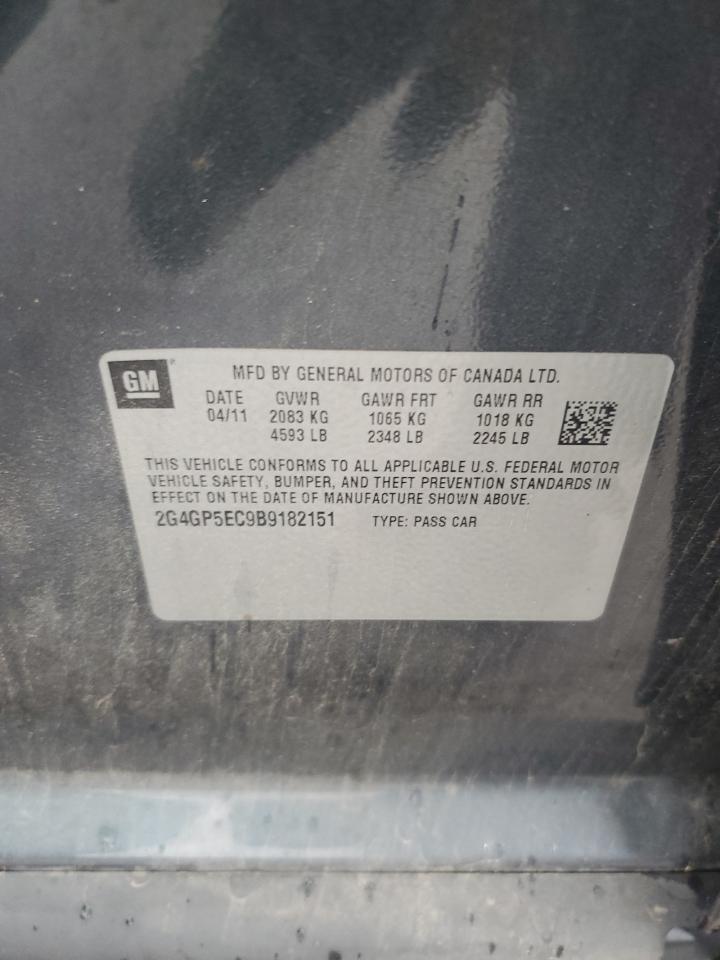 GM
MFD BY GENERAL MOTORS OF CANADA LTD.
DATE GVWR GAWR FRT GAWR RR
04/11 2083 KG 1065 KG 1018 KG
4593 LB 2348 LB 2245 LB
THIS VEHICLE CONFORMS TO ALL APPLICABLE U.S. FEDERAL MOTOR
VEHICLE SAFETY, BUMPER, AND THEFT PREVENTION STANDARDS IN
EFFECT ON THE DATE OF MANUFACTURE SHOWN ABOVE.
2G4GP5EC9B9182151 TYPE: PASS CAR